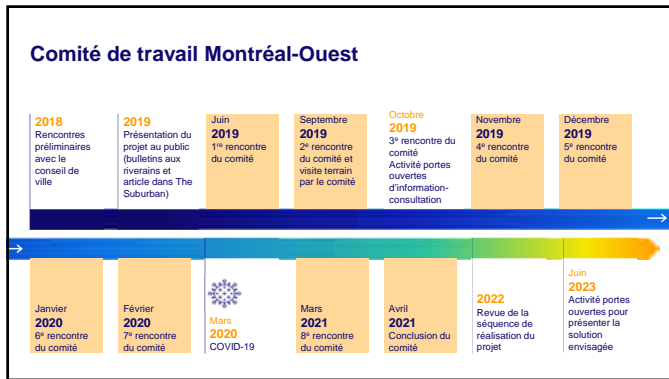 Comité de travail Montréal-Ouest
2018
Rencontres
préliminaires
avec le
conseil de
ville
2019
Présentation du
projet au public
(bulletins aux
riverains et
article dans The
Suburban)
Juin
2019
1re rencontre
du comité
Septembre
2019
2e rencontre
du comité et
visite terrain
par le comité
Octobre
2019
3e rencontre du
comité
Activité portes
ouvertes
d'information-
consultation
Novembre
2019
4e rencontre
du comité
Décembre
2019
5e rencontre
du comité
Janvier
2020
6e rencontre
du comité
Février
2020
7e rencontre
du comité
Mars
2020
COVID-19
Mars
2021
8e rencontre
du comité
Avril
2021
Conclusion du
comité
2022
Revue de la
séquence de
réalisation du
projet
Juin
2023
Activité portes
ouvertes pour
présenter la
solution
envisagée